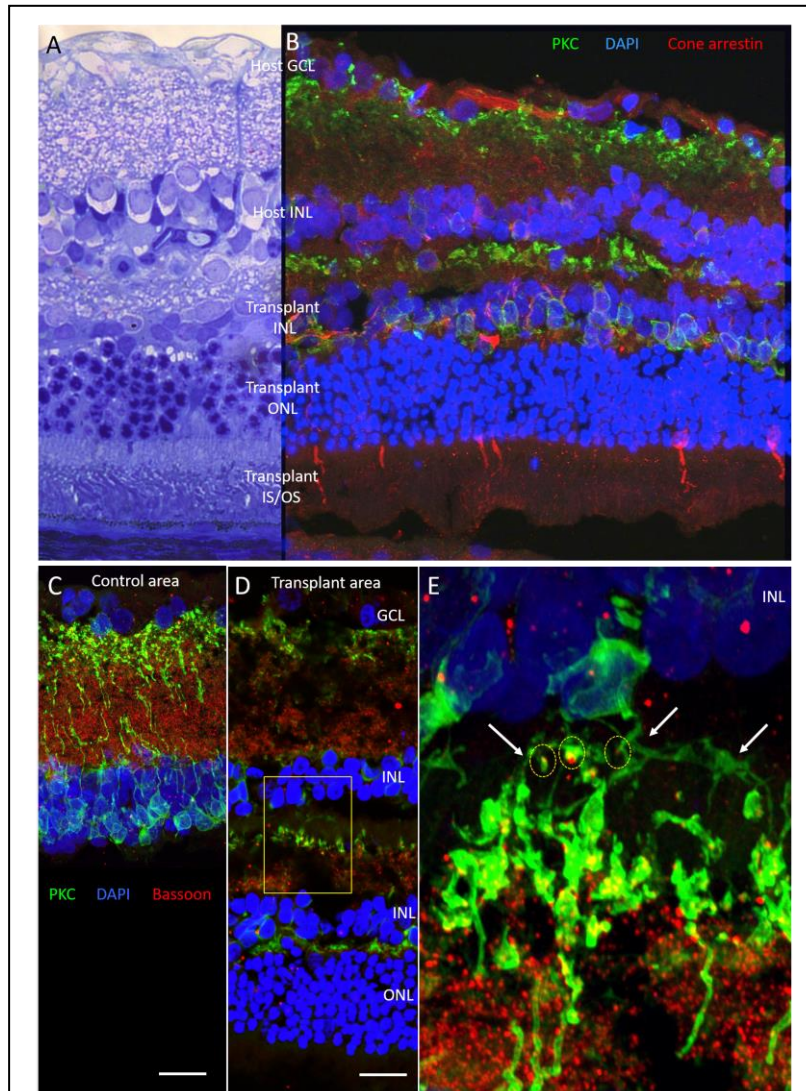 A
B
PKC DAPI Cone arrestin
Host GCL
Host INL
Transplant
INL
Transplant
ONL
Transplant
IS/OS
C
Control area
D
Transplant area
E
GCL
INL
INL
PKC DAPI Bassoon
INL
ONL